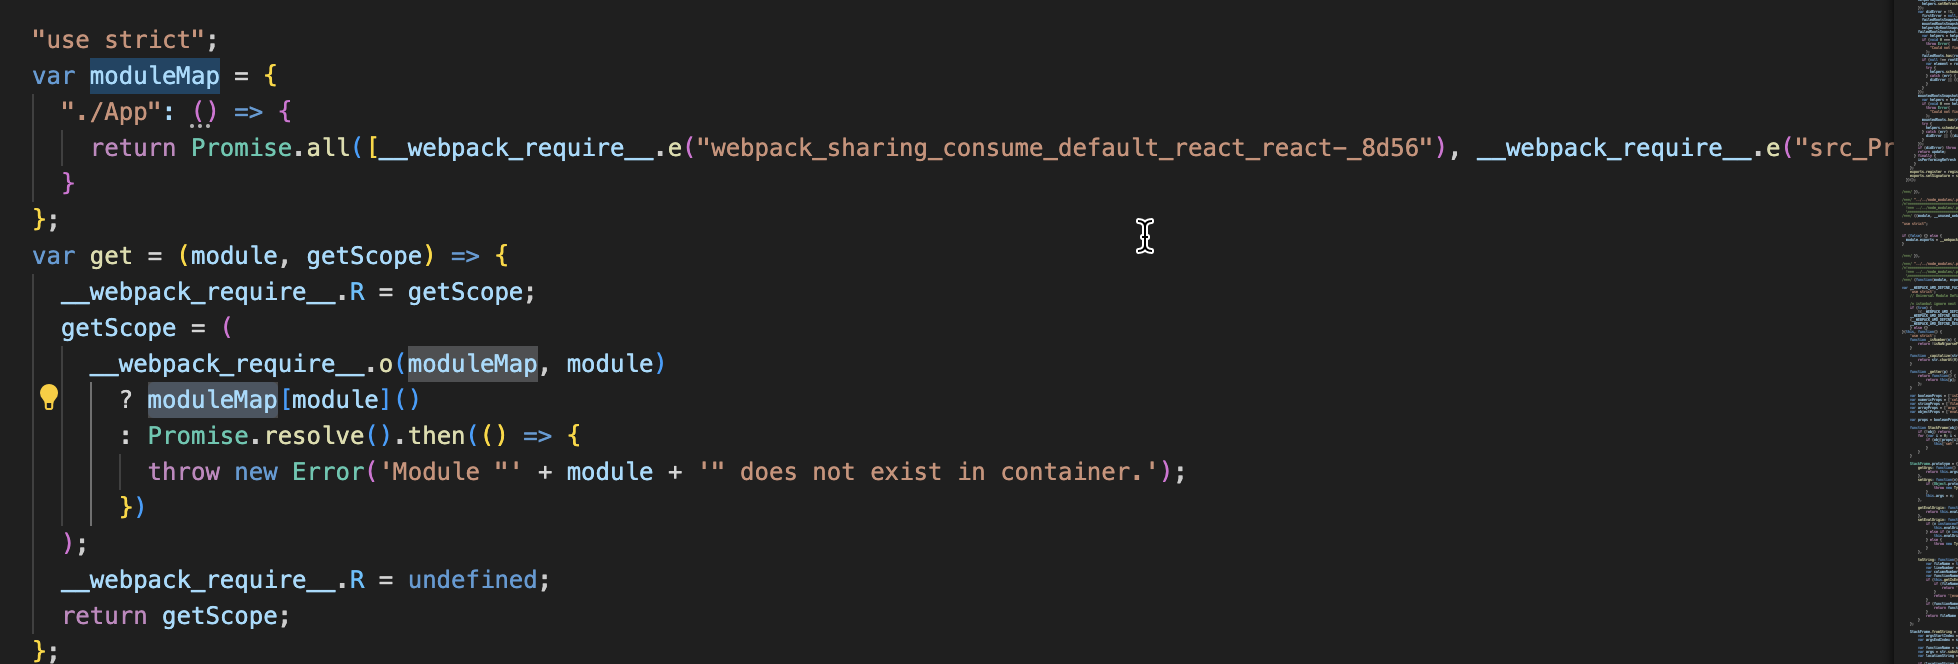 "use strict";
var moduleMap = {
"./App": () => {
return Promise.all([__webpack_require__.e("webpack_sharing_consume_default_react_react-_8d56"), __webpack_require__.e("src_Pr
}
};
var get = (module, getScope) => {
__webpack_require__.R = getScope;
getScope = (
__webpack_require__.o(moduleMap, module)
? moduleMap[module]()
: Promise.resolve().then(() => {
throw new Error('Module "' + module + '" does not exist in container.');
})
);
__webpack_require__.R = undefined;
return getScope;
};